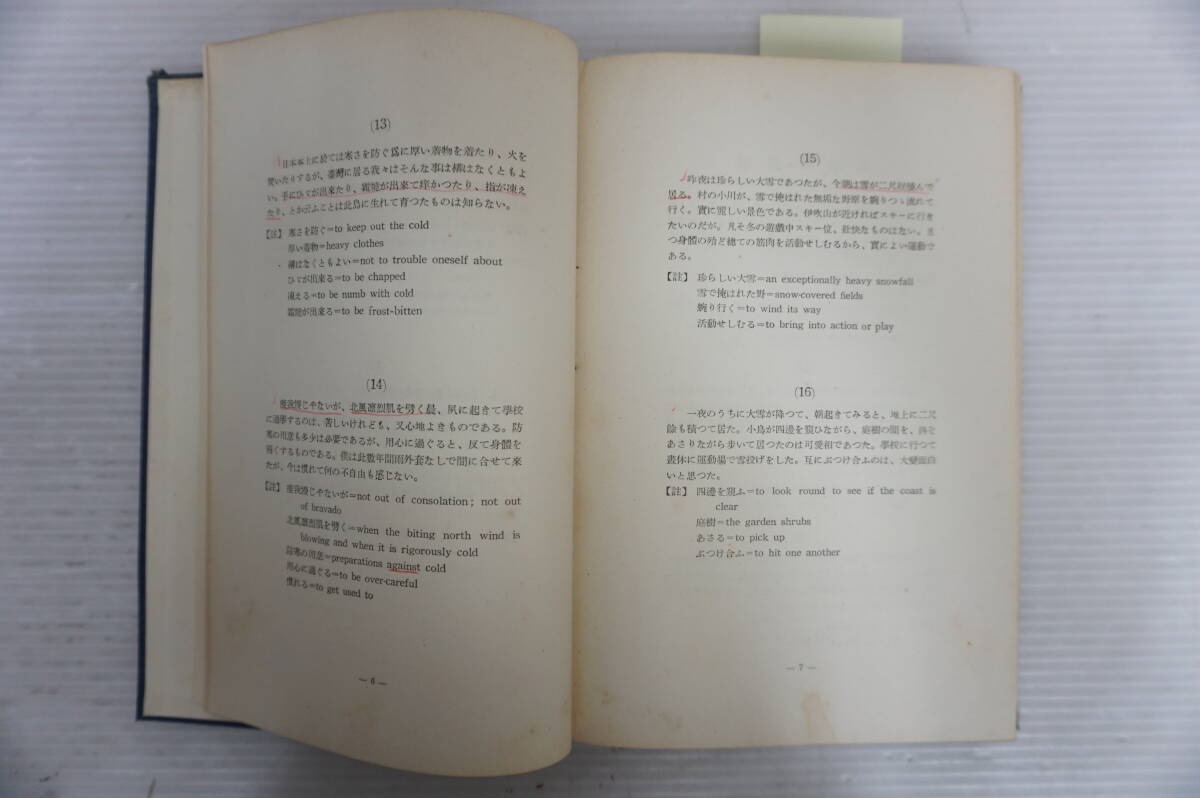 (13)
日本本土に於ては寒さを防ぐ爲に厚い着物を着たり、火を
焚いたりするが、臺灣に居る我々はそんな事は構はなくともよ
い。手にひゞが出來たり、霜燒が出來て痒かつたり、指が凍え
たり、とか云ふことは此島に生れて育つたものは知らない。
【註】 寒さを防ぐ=to keep out the cold
厚い着物=heavy clothes
構はなくともよい=not to trouble oneself about
ひゞが出來る=to be chapped
凍える=to be numb with cold
霜燒が出來る=to be frost-bitten
(14)
瘦我慢じやないが、北風凛烈肌を劈く晨、夙に起きて學校
に通學するのは、苦しいけれども、又心地よきものである。防
寒の用意も多少は必要であるが、用心に過ぐると、反て身體を
弱くするものである。僕は此數年間雨外套なしで間に合せて來
たが、今は慣れて何の不自由も感じない。
【註】 瘦我慢じやないが=not out of consolation; not out
of bravado
北風凛烈肌を劈く=when the biting north wind is
blowing and when it is rigorously cold
防寒の用意=preparations against cold
用心に過ぐる=to be over-careful
慣れる=to get used to
— 6 —
(15)
昨夜は珍らしい大雪であつたが、今朝は雪が二尺許積んで
居る。村の小川が、雪で掩はれた無垢な野原を蜿りつゝ流れて
行く。實に麗しい景色である。伊吹山が近ければスキーに行き
たいのだが。凡そ冬の遊戲中スキー位、壯快なものはない。且
つ身體の殆ど總ての筋肉を活動せしむるから、實によい運動で
ある。
【註】 珍らしい大雪=an exceptionally heavy snowfall
雪で掩はれた野=snow-covered fields
蜿り行く=to wind its way
活動せしむる=to bring into action or play
(16)
一夜のうちに大雪が降つて、朝起きてみると、地上に二尺
餘も積つて居た。小鳥が四邊を窺ひながら、庭樹の間を、餌を
あさりながら歩いて居つたのは可愛相であつた。學校に行つて
晝休に運動場で雪投げをした。互にぶつけ合ふのは、大變面白
いと思つた。
【註】 四邊を窺ふ=to look round to see if the coast is
clear
庭樹=the garden shrubs
あさる=to pick up
ぶつけ合ふ=to hit one another
— 7 —